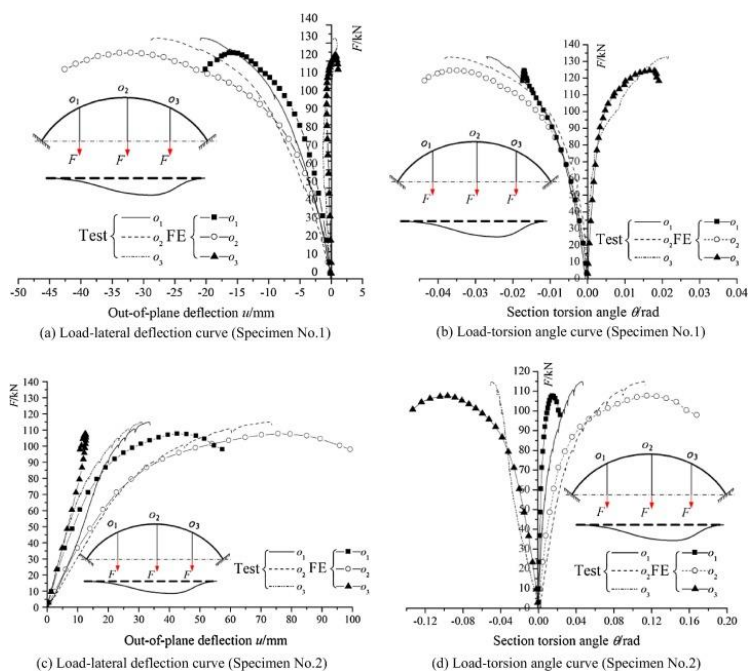 F/kN
140
130
120
110
100
90
80
70
60
50
40
30
20
10
0
-50 -45 -40 -35 -30 -25 -20 -15 -10 -5 0 5
Out-of-plane deflection u/mm
o₁ o₂ o₃
F F F
Test FE
o₁ o₁
o₂ o₂
o₃ o₃
(a) Load-lateral deflection curve (Specimen No.1)
F/kN
140
130
120
110
100
90
80
70
60
50
40
30
20
10
0
-0.04 -0.03 -0.02 -0.01 0.00 0.01 0.02 0.03 0.04
Section torsion angle θ/rad
o₁ o₂ o₃
F F F
Test FE
o₁ o₁
o₂ o₂
o₃ o₃
(b) Load-torsion angle curve (Specimen No.1)
F/kN
140
130
120
110
100
90
80
70
60
50
40
30
20
10
0
0 10 20 30 40 50 60 70 80 90 100
Out-of-plane deflection u/mm
o₁ o₂ o₃
F F F
Test FE
o₁ o₁
o₂ o₂
o₃ o₃
(c) Load-lateral deflection curve (Specimen No.2)
F/kN
120
110
100
90
80
70
60
50
40
30
20
10
0
-0.12 -0.08 -0.04 0.00 0.04 0.08 0.12 0.16 0.20
Section torsion angle θ/rad
o₁ o₂ o₃
F F F
Test FE
o₁ o₁
o₂ o₂
o₃ o₃
(d) Load-torsion angle curve (Specimen No.2)